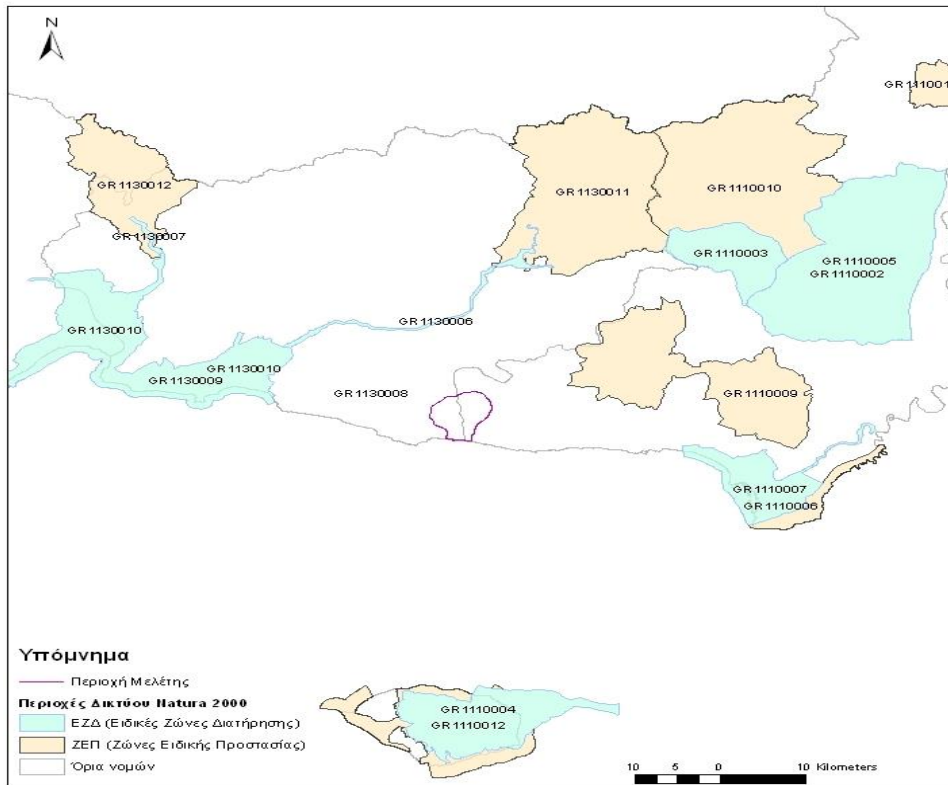 N
GR111001
GR1130012
GR1130011
GR1110010
GR1130007
GR1110003
GR1110005
GR1110002
GR1130010
GR1130006
GR1130009
GR1130010
GR1130008
GR1110009
GR1110007
GR1110006
GR1110004
GR1110012
Υπόμνημα
Περιοχή Μελέτης
Περιοχές Δικτύου Natura 2000
ΕΖΔ (Ειδικές Ζώνες Διατήρησης)
ΖΕΠ (Ζώνες Ειδικής Προστασίας)
Όρια νομών
10 5 0 10 Kilometers